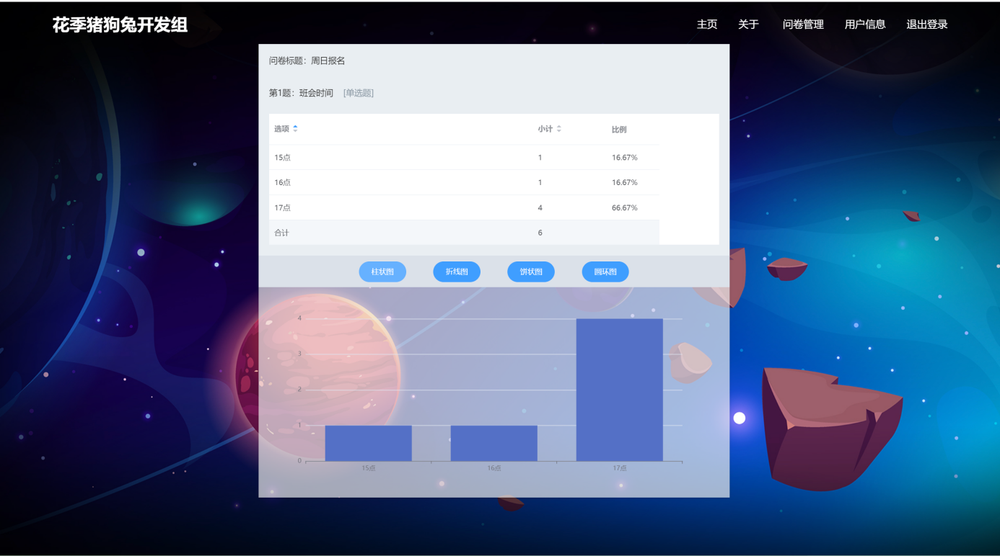 花季猪狗兔开发组 主页 关于 问卷管理 用户信息 退出登录
问卷标题：周日报名
第1题：班会时间 [单选题]
选项 小计 比例
15点 1 16.67%
16点 1 16.67%
17点 4 66.67%
合计 6
柱状图 折线图 饼状图 圆环图
4
3
2
1
0
15点 16点 17点